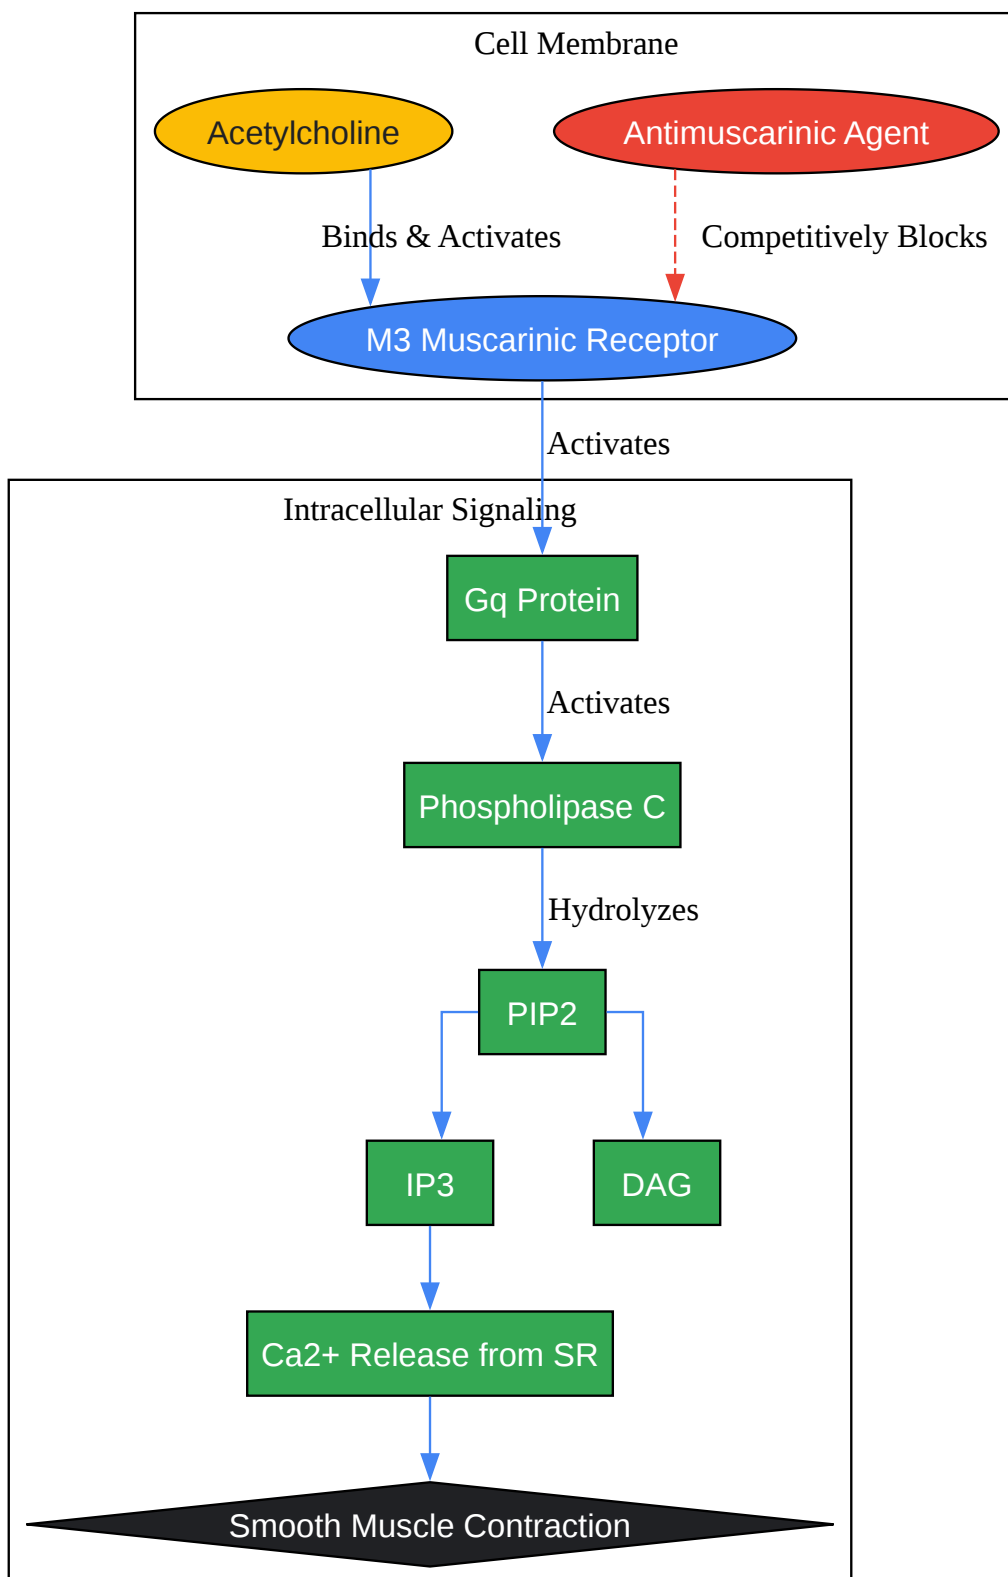 Cell Membrane
Acetylcholine
Antimuscarinic Agent
Binds & Activates
Competitively Blocks
M3 Muscarinic Receptor
Activates
Intracellular Signaling
Gq Protein
Activates
Phospholipase C
Hydrolyzes
PIP2
IP3
DAG
Ca2+ Release from SR
Smooth Muscle Contraction